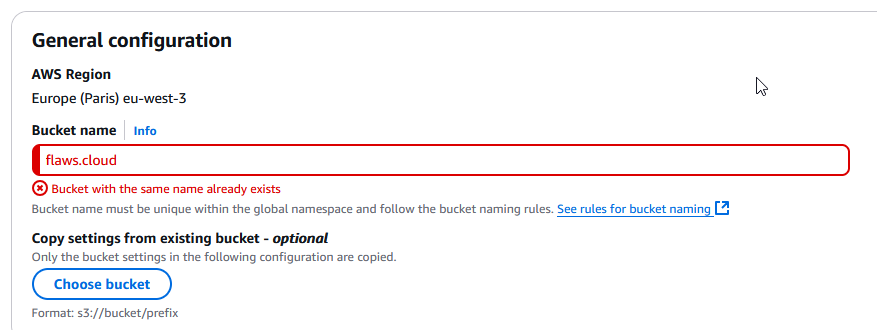 General configuration
AWS Region
Europe (Paris) eu-west-3
Bucket name Info
flaws.cloud
Bucket with the same name already exists
Bucket name must be unique within the global namespace and follow the bucket naming rules. See rules for bucket naming
Copy settings from existing bucket - optional
Only the bucket settings in the following configuration are copied.
Choose bucket
Format: s3://bucket/prefix